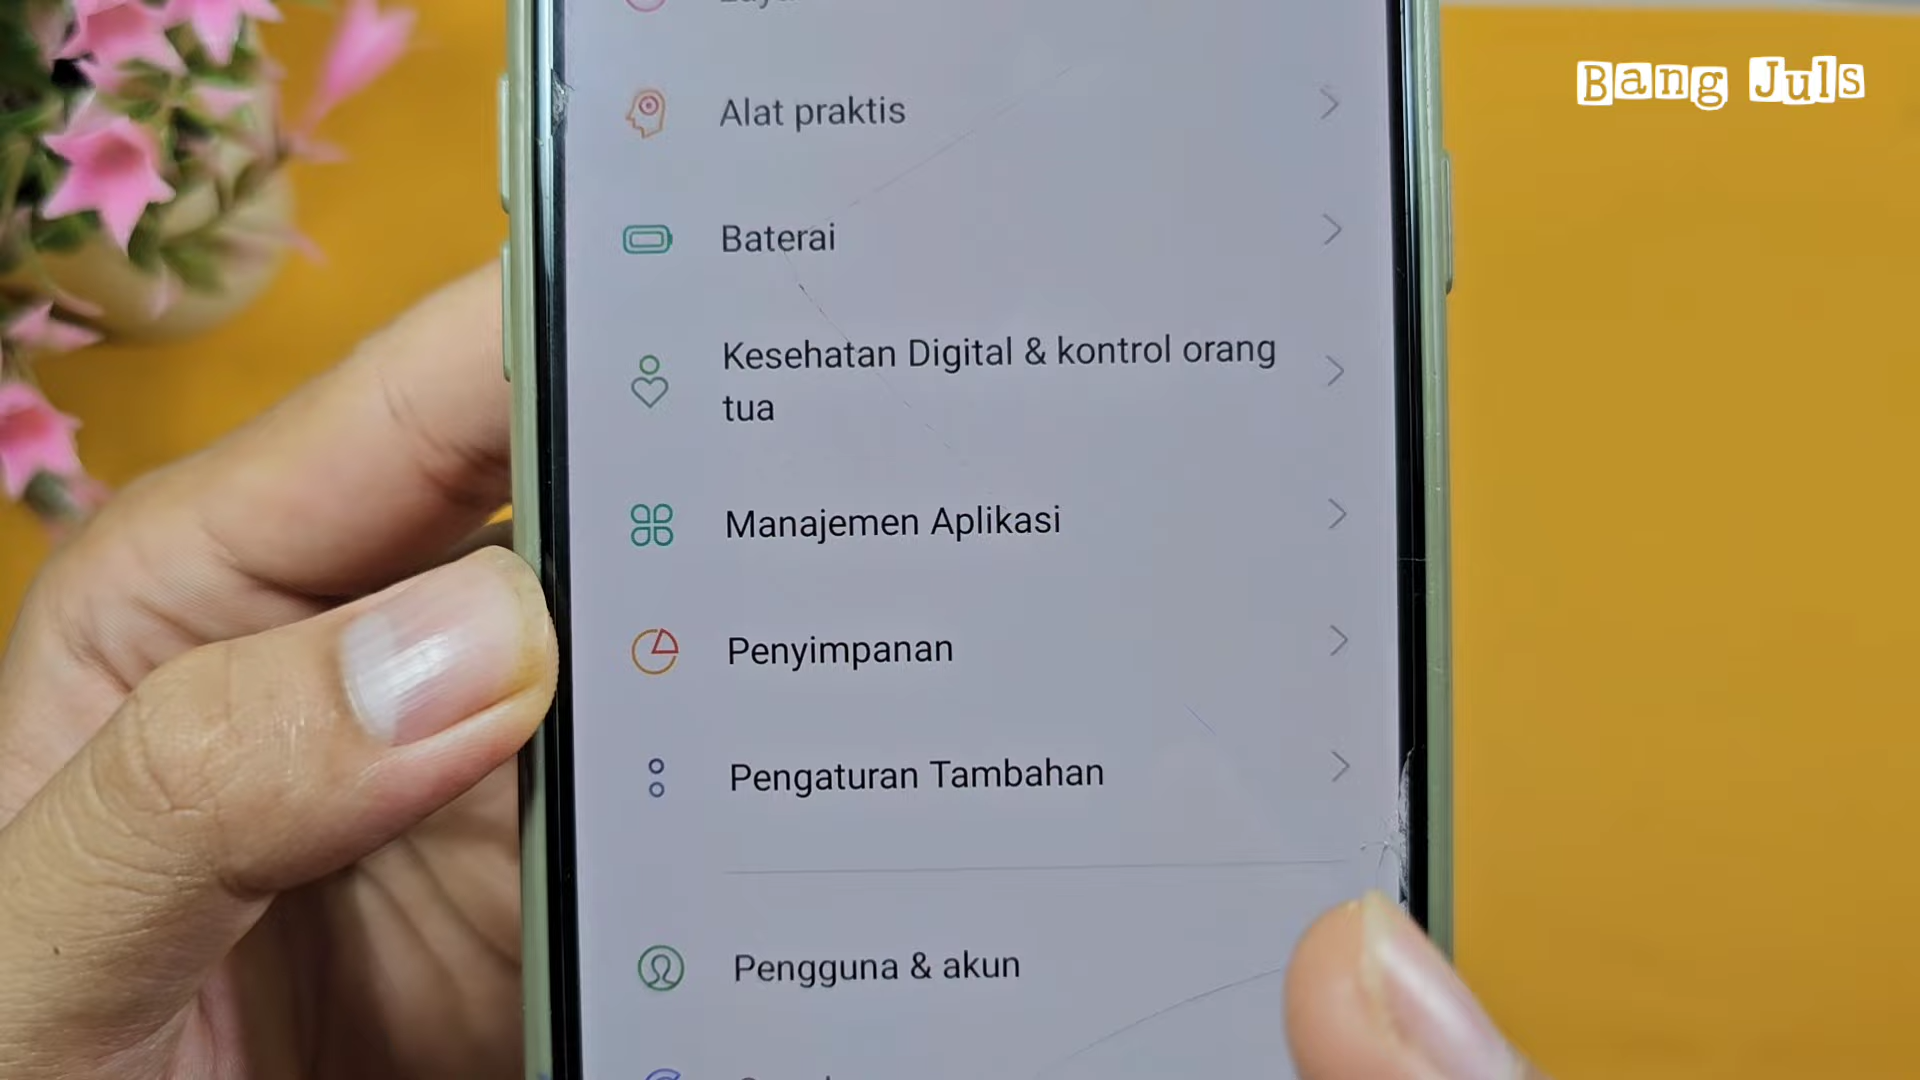 Bang Juls
Alat praktis
Baterai
Kesehatan Digital & kontrol orang
tua
Manajemen Aplikasi
Penyimpanan
Pengaturan Tambahan
Pengguna & akun